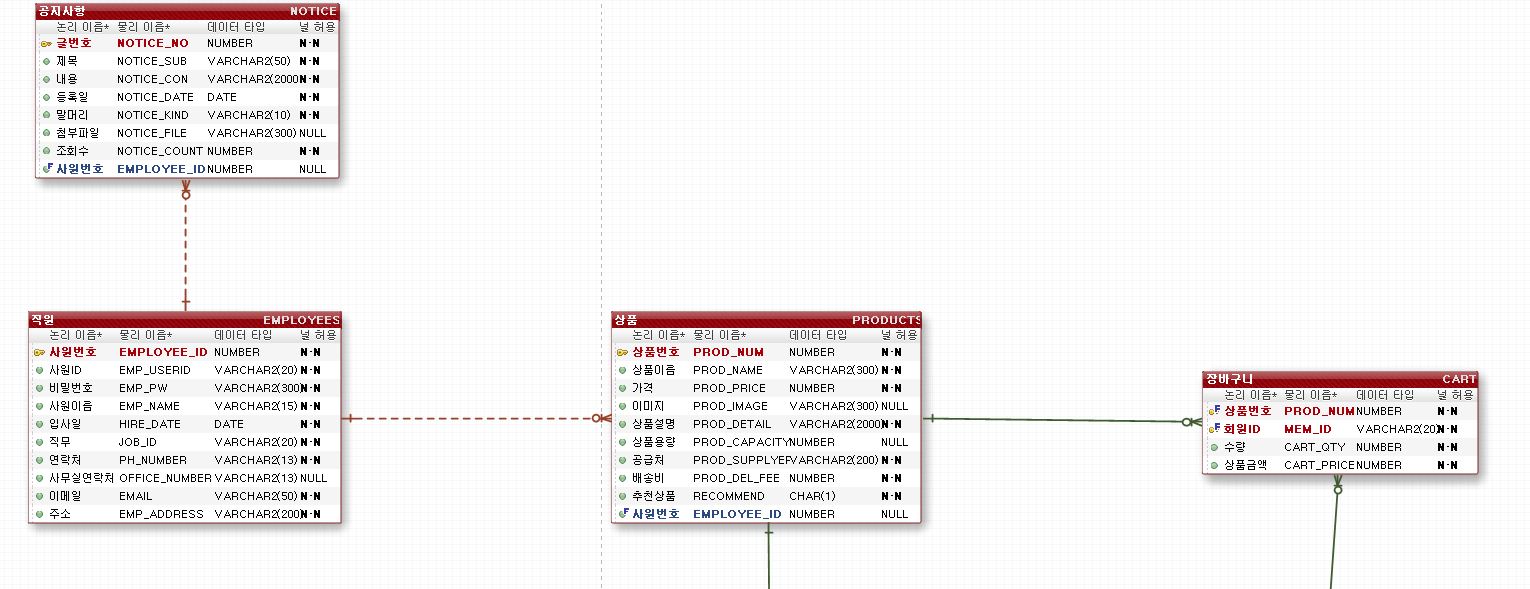 공지사항 NOTICE
논리 이름* 물리 이름* 데이터 타입 널 허용
글번호 NOTICE_NO NUMBER N-N
제목 NOTICE_SUB VARCHAR2(50) N-N
내용 NOTICE_CON VARCHAR2(2000 N-N
등록일 NOTICE_DATE DATE N-N
말머리 NOTICE_KIND VARCHAR2(10) N-N
첨부파일 NOTICE_FILE VARCHAR2(300) NULL
조회수 NOTICE_COUNT NUMBER N-N
사원번호 EMPLOYEE_ID NUMBER NULL
직원 EMPLOYEES
논리 이름* 물리 이름* 데이터 타입 널 허용
사원번호 EMPLOYEE_ID NUMBER N-N
사원ID EMP_USERID VARCHAR2(20) N-N
비밀번호 EMP_PW VARCHAR2(300 N-N
사원이름 EMP_NAME VARCHAR2(15) N-N
입사일 HIRE_DATE DATE N-N
직무 JOB_ID VARCHAR2(20) N-N
연락처 PH_NUMBER VARCHAR2(13) N-N
사무실연락처 OFFICE_NUMBER VARCHAR2(13) NULL
이메일 EMAIL VARCHAR2(50) N-N
주소 EMP_ADDRESS VARCHAR2(200 N-N
상품 PRODUCTS
논리 이름* 물리 이름* 데이터 타입 널 허용
상품번호 PROD_NUM NUMBER N-N
상품이름 PROD_NAME VARCHAR2(300) N-N
가격 PROD_PRICE NUMBER N-N
이미지 PROD_IMAGE VARCHAR2(300) NULL
상품설명 PROD_DETAIL VARCHAR2(2000 N-N
상품용량 PROD_CAPACITY NUMBER NULL
공급처 PROD_SUPPLYER VARCHAR2(200) N-N
배송비 PROD_DEL_FEE NUMBER N-N
추천상품 RECOMMEND CHAR(1) N-N
사원번호 EMPLOYEE_ID NUMBER NULL
장바구니 CART
논리 이름* 물리 이름* 데이터 타입 널 허용
상품번호 PROD_NUM NUMBER N-N
회원ID MEM_ID VARCHAR2(20) N-N
수량 CART_QTY NUMBER N-N
상품금액 CART_PRICE NUMBER N-N